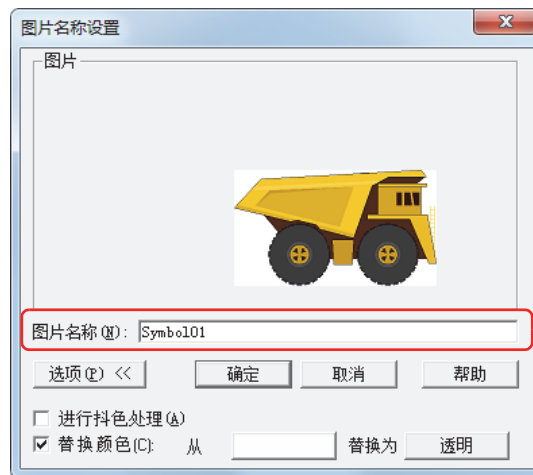 图片名称设置
图片
图片名称(N): Symbol01
选项(P) << 确定 取消 帮助
进行抖色处理(A)
替换颜色(C): 从 替换为 透明